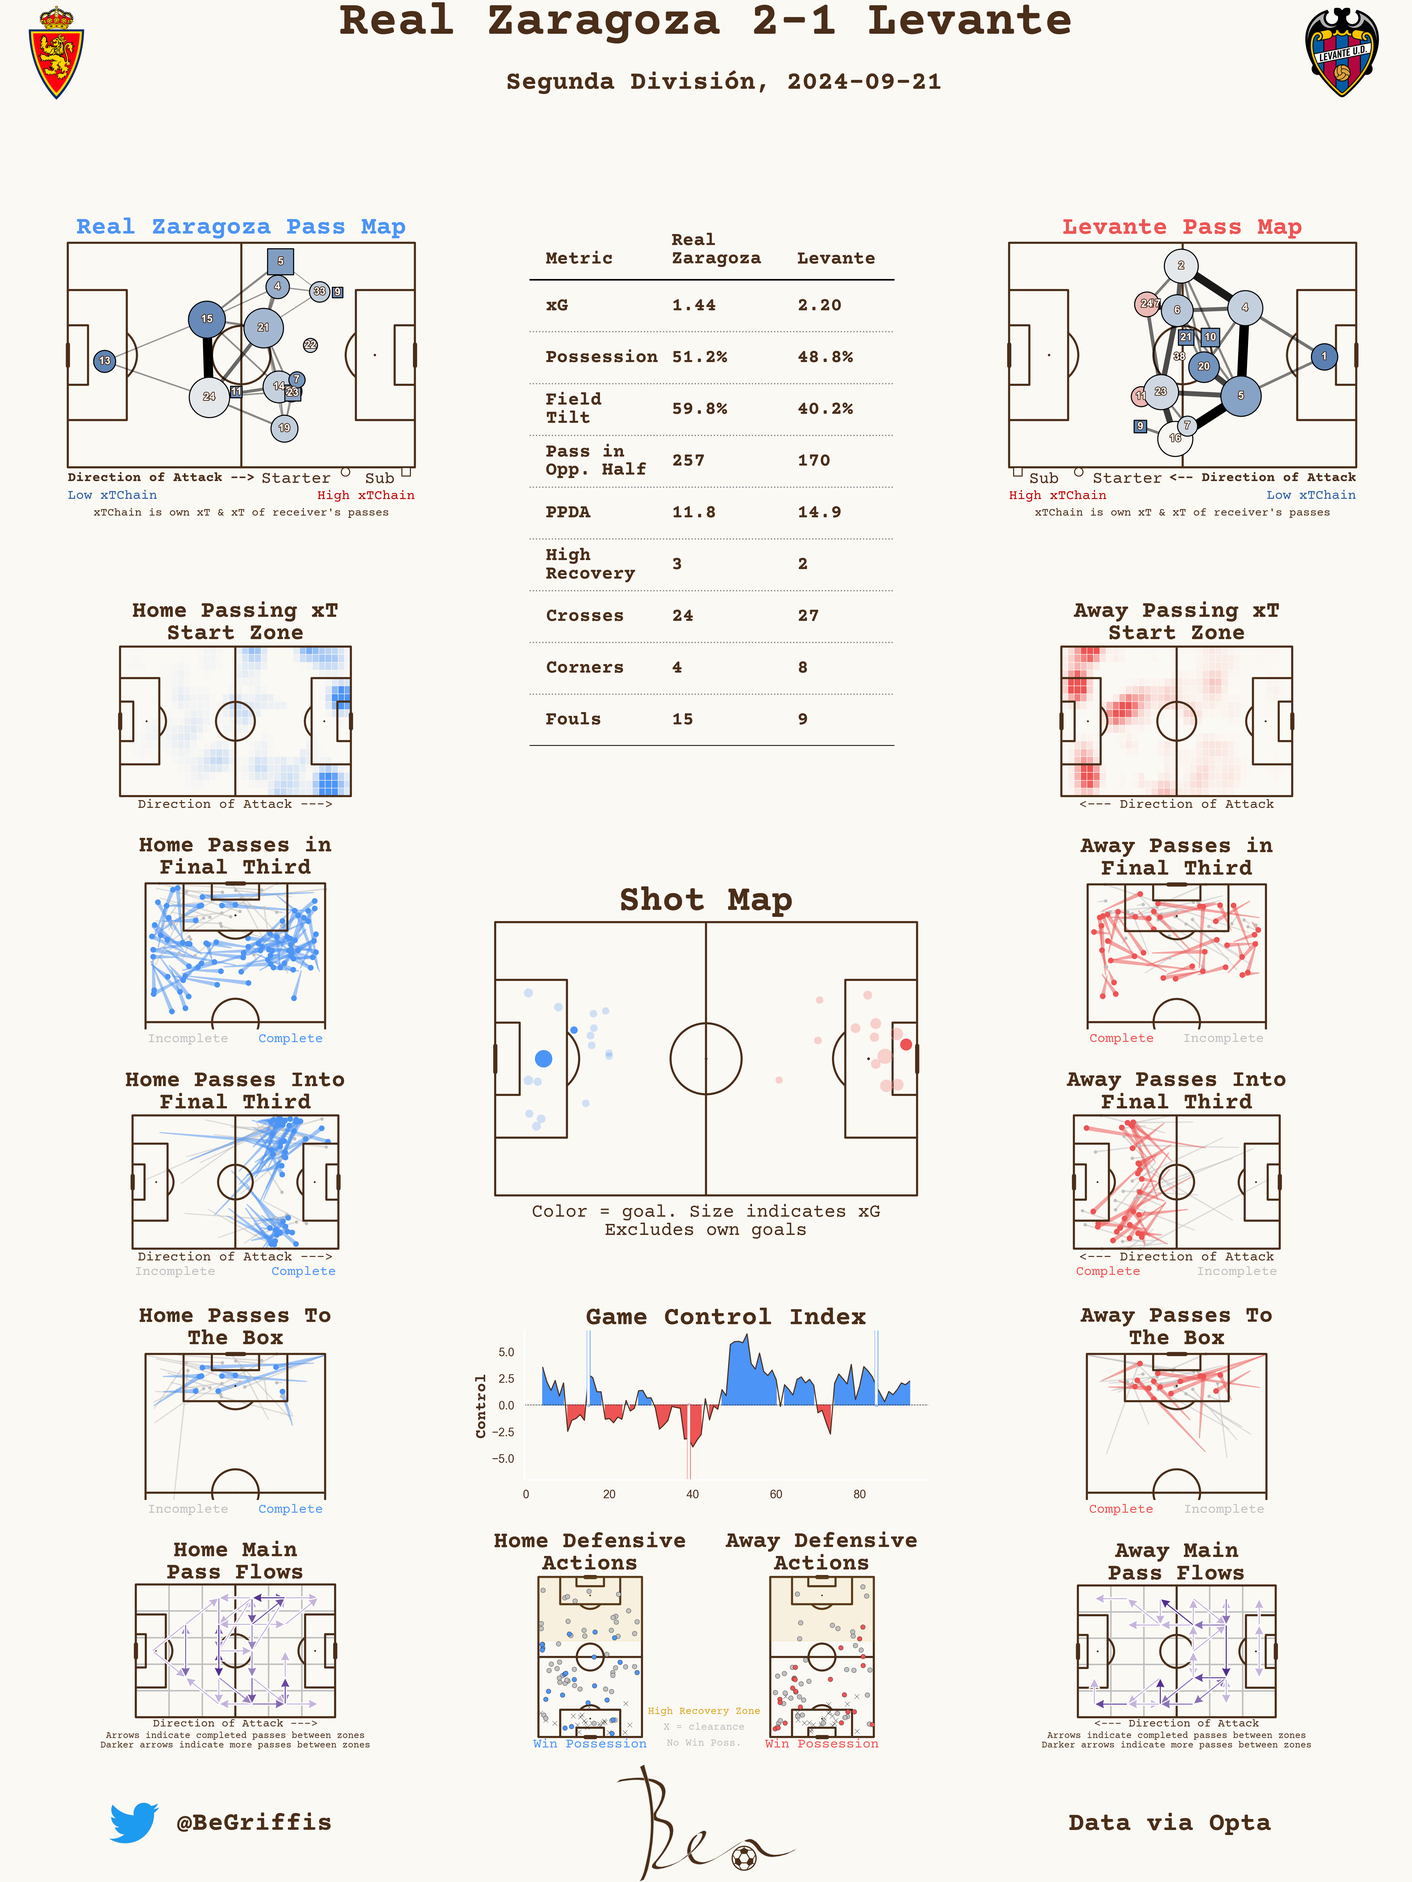 Real Zaragoza 2-1 Levante
Segunda División, 2024-09-21
LEVANTE U.D.
Real Zaragoza Pass Map
5
4
33
9
15
21
22
13
7
14
11
23
24
19
Direction of Attack --> Starter Sub
Low xTChain High xTChain
xTChain is own xT & xT of receiver's passes
Metric Real Zaragoza Levante
xG 1.44 2.20
Possession 51.2% 48.8%
Field Tilt 59.8% 40.2%
Pass in Opp. Half 257 170
PPDA 11.8 14.9
High Recovery 3 2
Crosses 24 27
Corners 4 8
Fouls 15 9
Levante Pass Map
2
6
4
21
10
38
1
20
23
11
5
9
7
16
Sub Starter <-- Direction of Attack
High xTChain Low xTChain
xTChain is own xT & xT of receiver's passes
Home Passing xT
Start Zone
Direction of Attack --->
Away Passing xT
Start Zone
<--- Direction of Attack
Home Passes in
Final Third
Incomplete Complete
Away Passes in
Final Third
Complete Incomplete
Shot Map
Color = goal. Size indicates xG
Excludes own goals
Home Passes Into
Final Third
Direction of Attack --->
Incomplete Complete
Away Passes Into
Final Third
<--- Direction of Attack
Complete Incomplete
Home Passes To
The Box
Incomplete Complete
Game Control Index
Control
5.0
2.5
0.0
−2.5
−5.0
0 20 40 60 80
Away Passes To
The Box
Complete Incomplete
Home Main
Pass Flows
Direction of Attack --->
Arrows indicate completed passes between zones
Darker arrows indicate more passes between zones
Home Defensive
Actions
Win Possession
Away Defensive
Actions
Win Possession
High Recovery Zone
X = clearance
No Win Poss.
Away Main
Pass Flows
<--- Direction of Attack
Arrows indicate completed passes between zones
Darker arrows indicate more passes between zones
@BeGriffis
Ben
Data via Opta